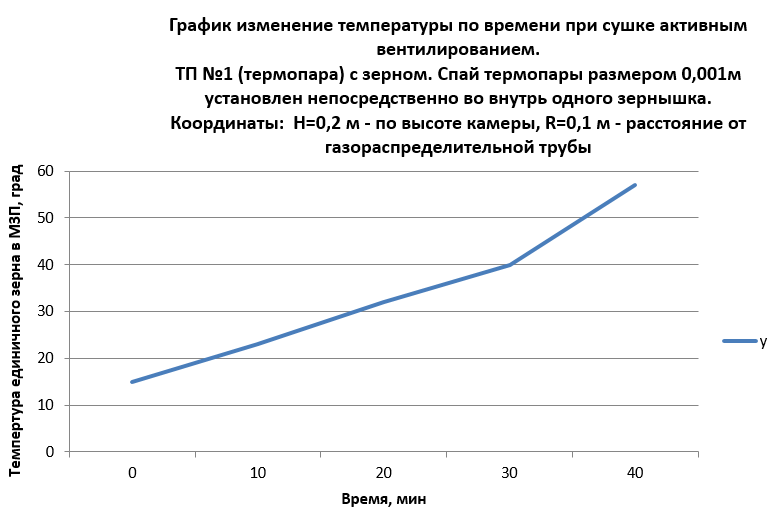 График изменение температуры по времени при сушке активным
вентилированием.
ТП №1 (термопара) с зерном. Спай термопары размером 0,001м
установлен непосредственно во внутрь одного зернышка.
Координаты:  Н=0,2 м - по высоте камеры, R=0,1 м - расстояние от
газораспределительной трубы
Темпертура единичного зерна в МЗП, град
60
50
40
30
20
10
0
0 10 20 30 40
Время, мин
у